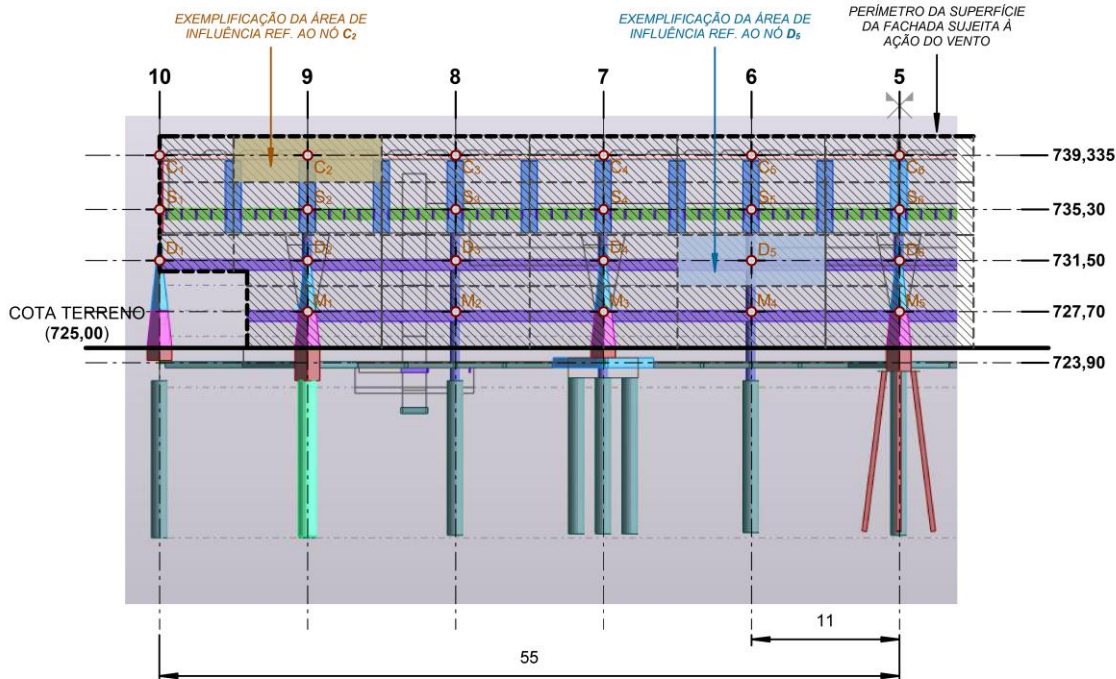 EXEMPLIFICAÇÃO DA ÁREA DE
INFLUÊNCIA REF. AO NÓ C2
EXEMPLIFICAÇÃO DA ÁREA DE
INFLUÊNCIA REF. AO NÓ D5
PERÍMETRO DA SUPERFÍCIE
DA FACHADA SUJEITA À
AÇÃO DO VENTO
10 9 8 7 6 5
739,335
C1 C2 C3 C4 C5 C6
735,30
S1 S2 S3 S4 S5 S6
D1 D2 D3 D4 D5 D6
731,50
M1 M2 M3 M4 M5
727,70
COTA TERRENO
(725,00)
723,90
11
55